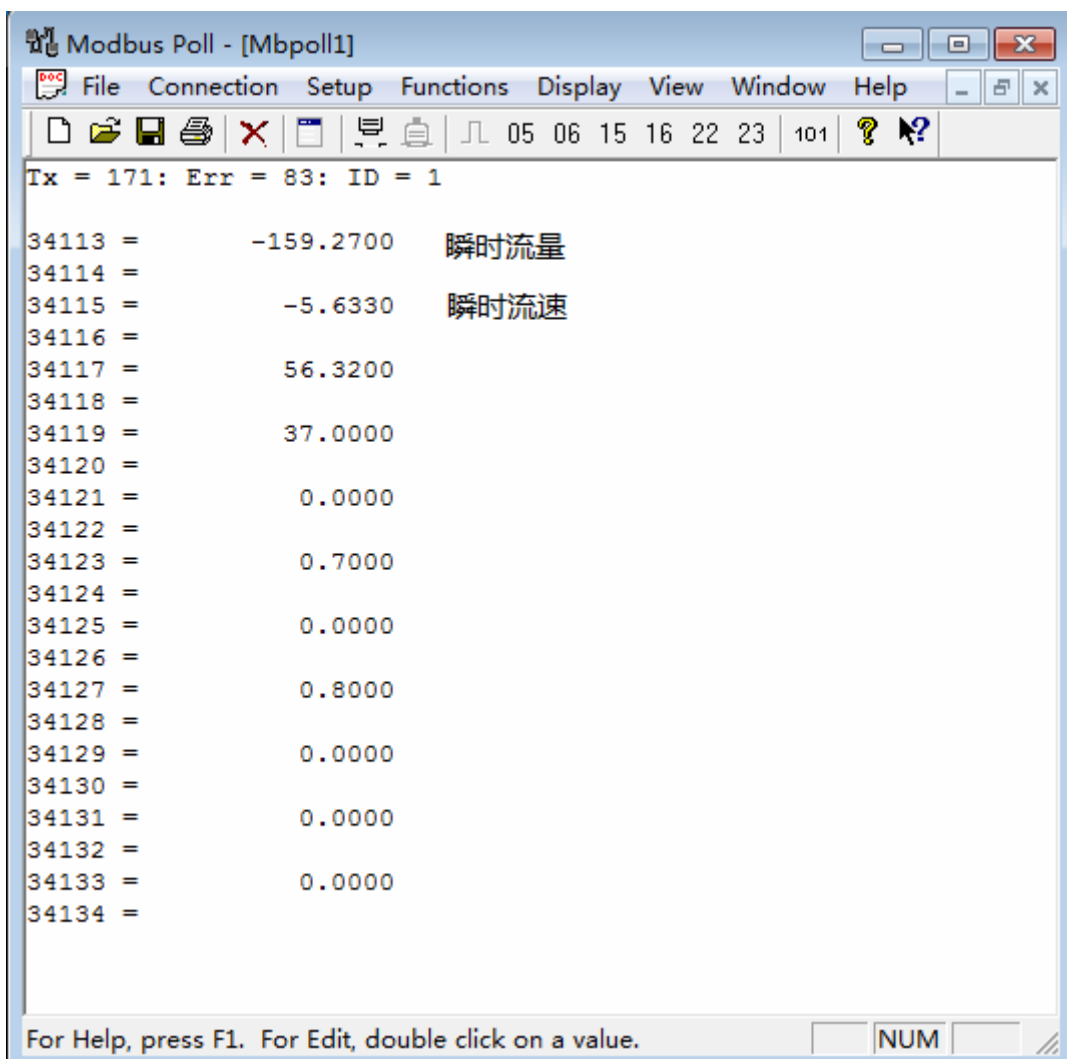 Modbus Poll - [Mbpoll1]
File Connection Setup Functions Display View Window Help
05 06 15 16 22 23 101
Tx = 171: Err = 83: ID = 1
34113 = -159.2700 瞬时流量
34114 =
34115 = -5.6330 瞬时流速
34116 =
34117 = 56.3200
34118 =
34119 = 37.0000
34120 =
34121 = 0.0000
34122 =
34123 = 0.7000
34124 =
34125 = 0.0000
34126 =
34127 = 0.8000
34128 =
34129 = 0.0000
34130 =
34131 = 0.0000
34132 =
34133 = 0.0000
34134 =
For Help, press F1. For Edit, double click on a value. NUM